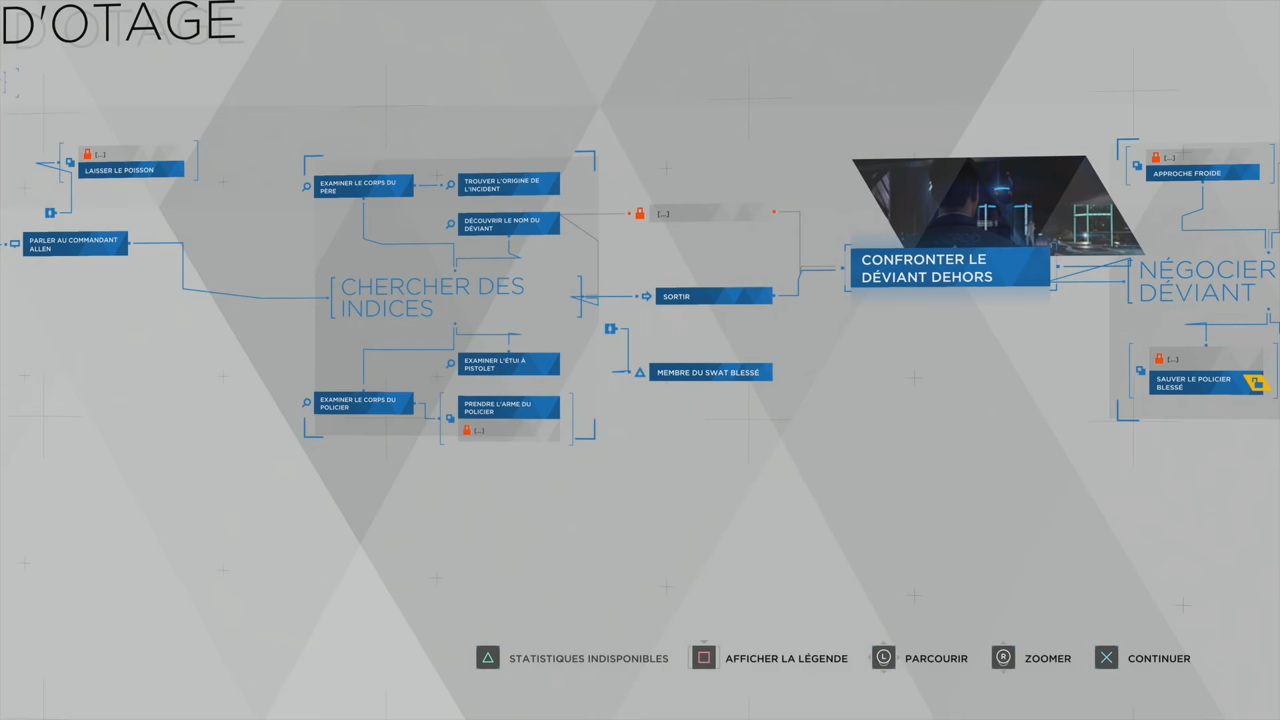 D'OTAGE
[...]
LAISSER LE POISSON
PARLER AU COMMANDANT
ALLEN
EXAMINER LE CORPS DU
PÈRE
TROUVER L'ORIGINE DE
L'INCIDENT
DÉCOUVRIR LE NOM DU
DÉVIANT
CHERCHER DES
INDICES
EXAMINER L'ÉTUI À
PISTOLET
EXAMINER LE CORPS DU
POLICIER
PRENDRE L'ARME DU
POLICIER
[...]
[...]
SORTIR
MEMBRE DU SWAT BLESSÉ
CONFRONTER LE
DÉVIANT DEHORS
[...]
APPROCHE FROIDE
NÉGOCIER
DÉVIANT
[...]
SAUVER LE POLICIER
BLESSÉ
STATISTIQUES INDISPONIBLES
AFFICHER LA LÉGENDE
L
PARCOURIR
R
ZOOMER
CONTINUER